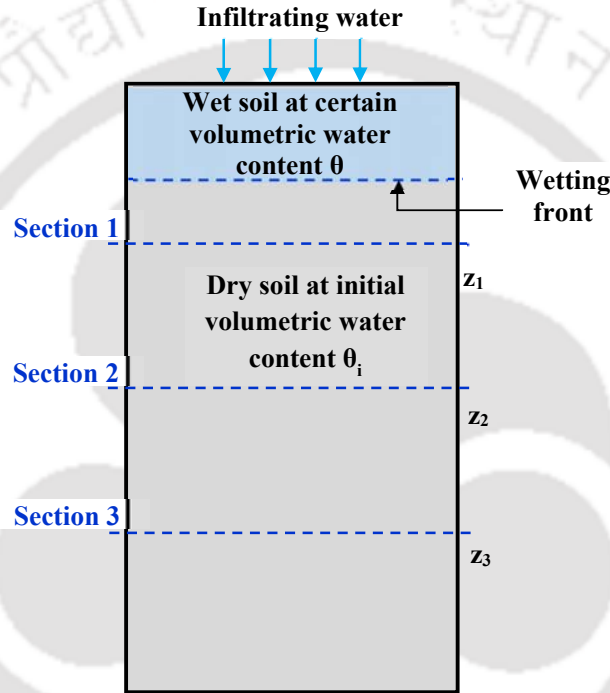 Infiltrating water
Wet soil at certain
volumetric water
content θ
Wetting
front
Section 1
z₁
Dry soil at initial
volumetric water
content θᵢ
Section 2
z₂
Section 3
z₃